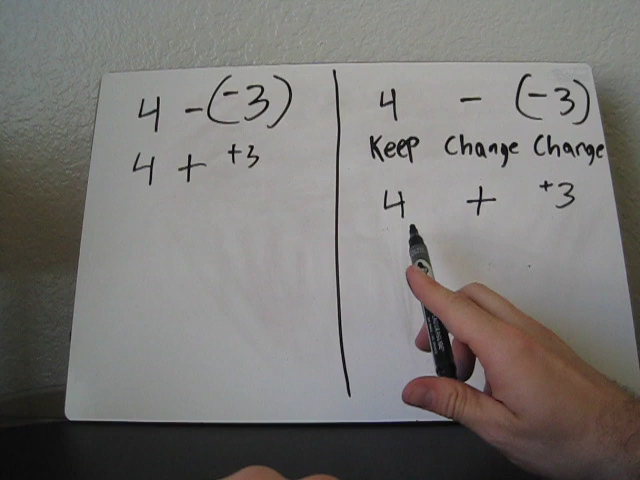 4 -(-3)
4 + +3
4 - (-3)
Keep Change Change
4 + +3